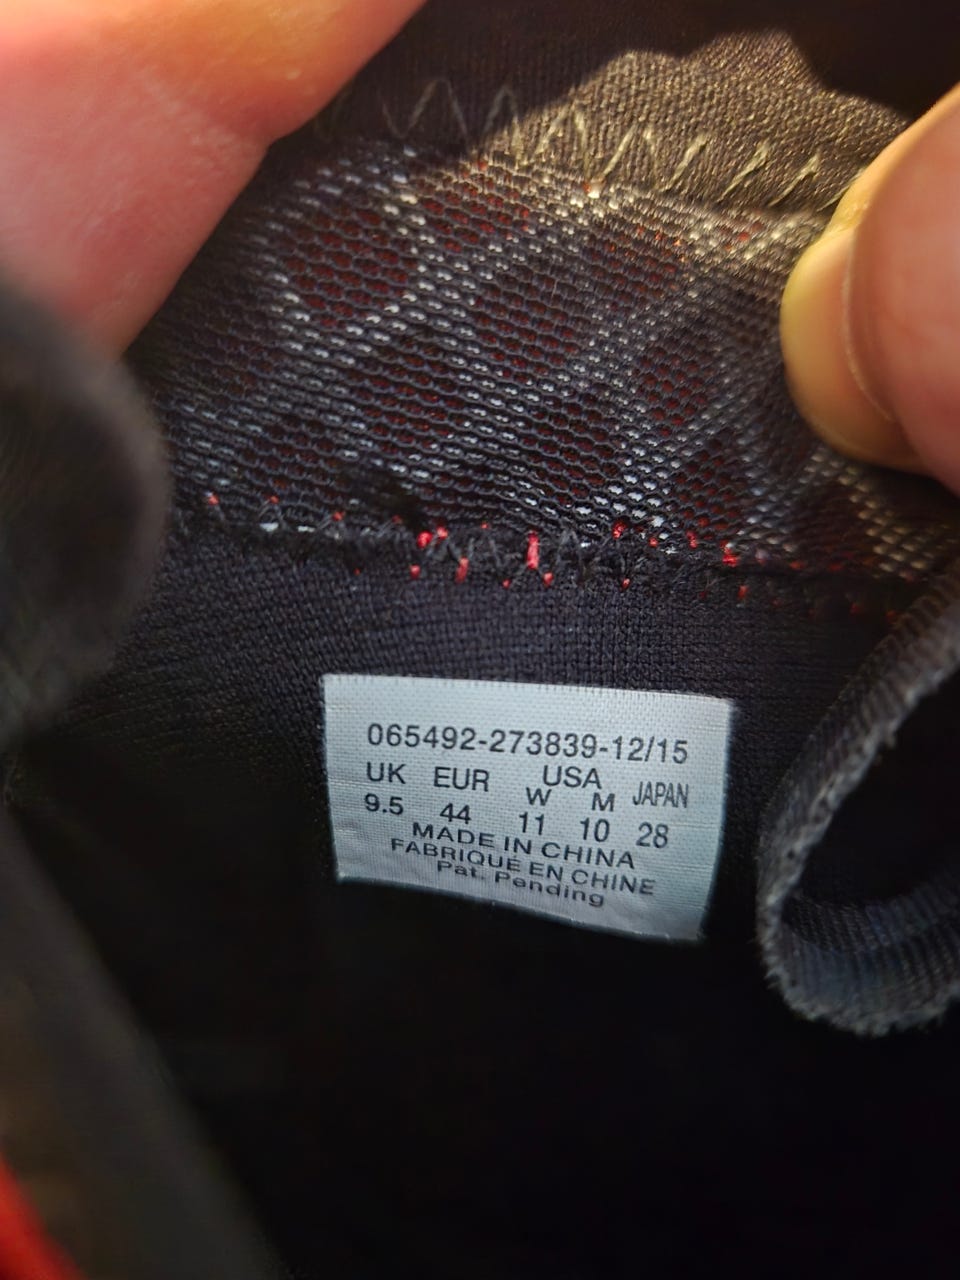 065492-273839-12/15
UK EUR USA JAPAN
W M
9.5 44 11 10 28
MADE IN CHINA
FABRIQUÉ EN CHINE
Pat. Pending